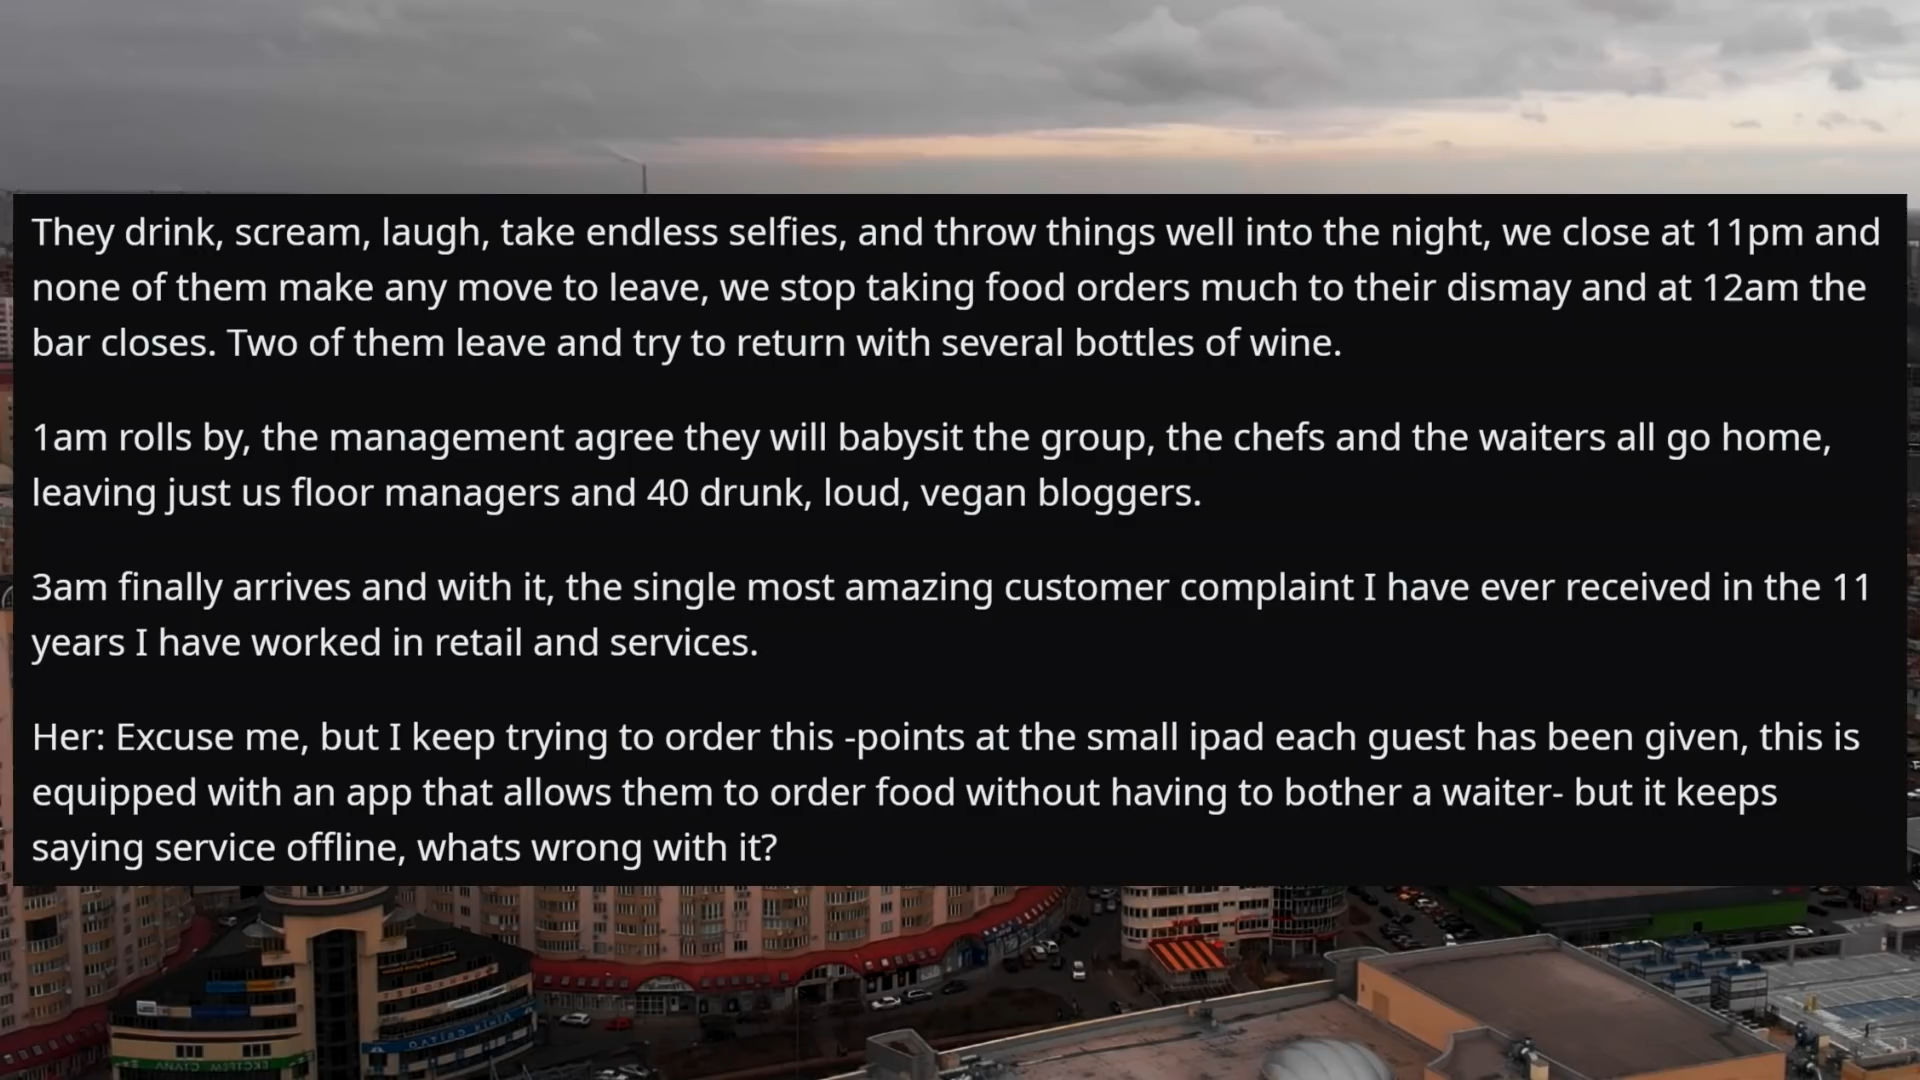 They drink, scream, laugh, take endless selfies, and throw things well into the night, we close at 11pm and
none of them make any move to leave, we stop taking food orders much to their dismay and at 12am the
bar closes. Two of them leave and try to return with several bottles of wine.
1am rolls by, the management agree they will babysit the group, the chefs and the waiters all go home,
leaving just us floor managers and 40 drunk, loud, vegan bloggers.
3am finally arrives and with it, the single most amazing customer complaint I have ever received in the 11
years I have worked in retail and services.
Her: Excuse me, but I keep trying to order this -points at the small ipad each guest has been given, this is
equipped with an app that allows them to order food without having to bother a waiter- but it keeps
saying service offline, whats wrong with it?